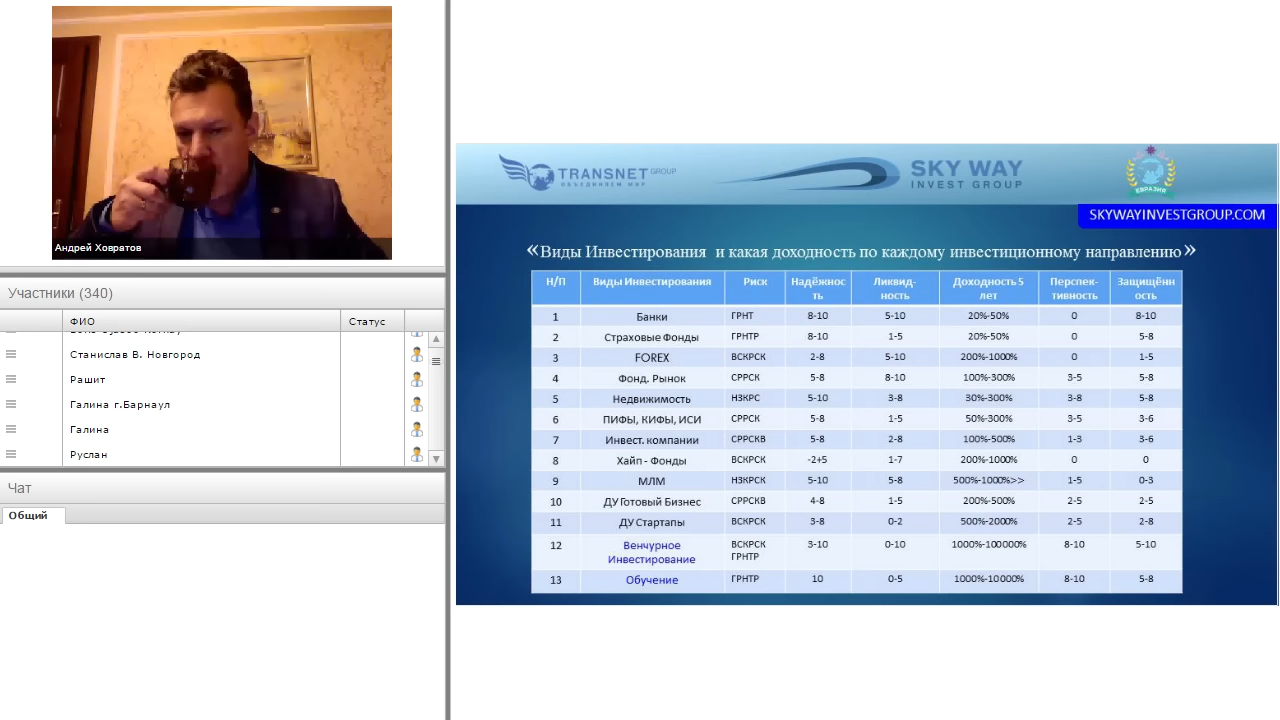 Андрей Ховратов
Участники (340)
ФИО Статус
Станислав В. Новгород
Рашит
Галина г.Барнаул
Галина
Руслан
Чат
Общий
TRANSNET GROUP
ОБЪЕДИНЯЕМ МИР
SKY WAY
INVEST GROUP
ЕВРАЗИЯ
SKYWAYINVESTGROUP.COM
«Виды Инвестирования и какая доходность по каждому инвестиционному направлению»
Н/П Виды Инвестирования Риск Надёжнос ть Ликвид- ность Доходность 5 лет Перспек- тивность Защищённ ость
1 Банки ГРНТ 8-10 5-10 20%-50% 0 8-10
2 Страховые Фонды ГРНТР 8-10 1-5 20%-50% 0 5-8
3 FOREX ВСКРСК 2-8 5-10 200%-1000% 0 1-5
4 Фонд. Рынок СРРСК 5-8 8-10 100%-300% 3-5 5-8
5 Недвижимость НЗКРС 5-10 3-8 30%-300% 3-8 5-8
6 ПИФЫ, КИФЫ, ИСИ СРРСК 5-8 1-5 50%-300% 3-5 3-6
7 Инвест. компании СРРСКВ 5-8 2-8 100%-500% 1-3 3-6
8 Хайп - Фонды ВСКРСК -2+5 1-7 200%-1000% 0 0
9 МЛМ НЗКРСК 5-10 5-8 500%-1000%>> 1-5 0-3
10 ДУ Готовый Бизнес СРРСКВ 4-8 1-5 200%-500% 2-5 2-5
11 ДУ Стартапы ВСКРСК 3-8 0-2 500%-2000% 2-5 2-8
12 Венчурное Инвестирование ВСКРСК ГРНТР 3-10 0-10 1000%-100000% 8-10 5-10
13 Обучение ГРНТР 10 0-5 1000%-10000% 8-10 5-8